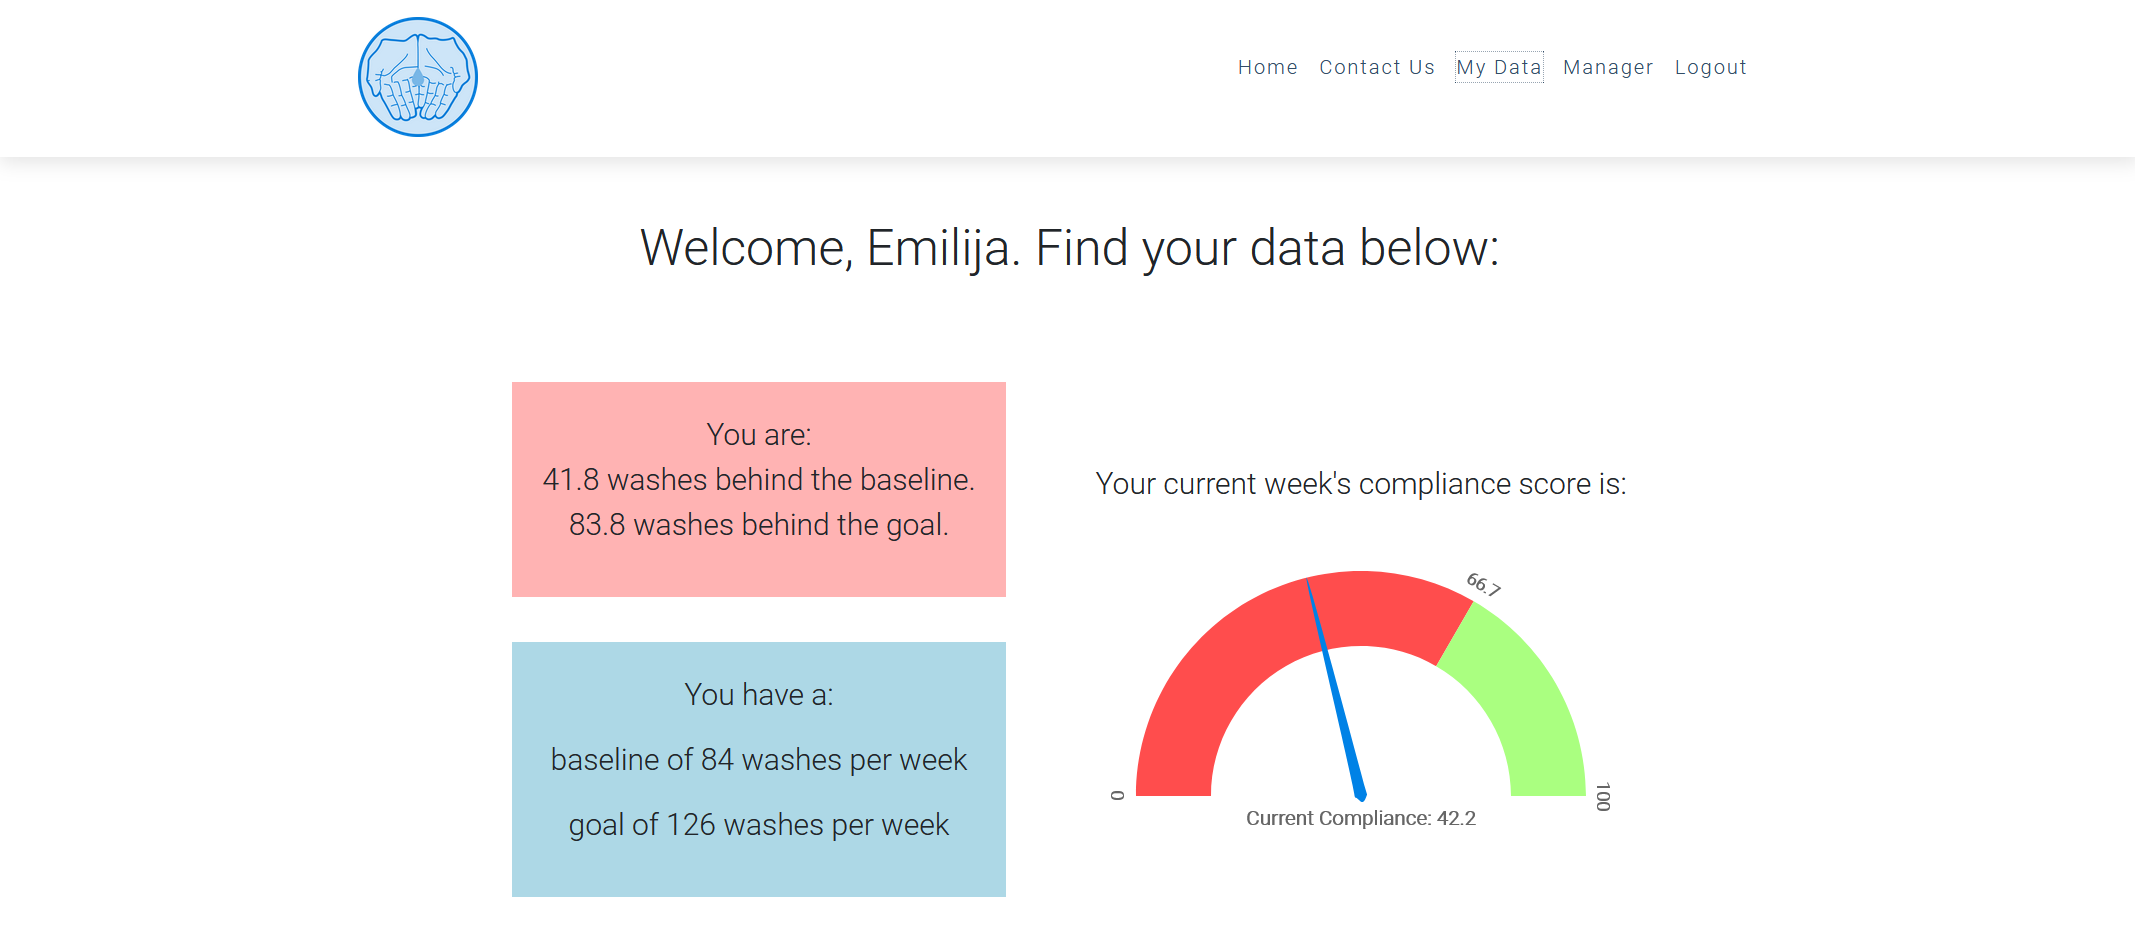 Home Contact Us My Data Manager Logout
Welcome, Emilija. Find your data below:
You are:
41.8 washes behind the baseline.
83.8 washes behind the goal.
You have a:
baseline of 84 washes per week
goal of 126 washes per week
Your current week's compliance score is:
66.7
0
100
Current Compliance: 42.2